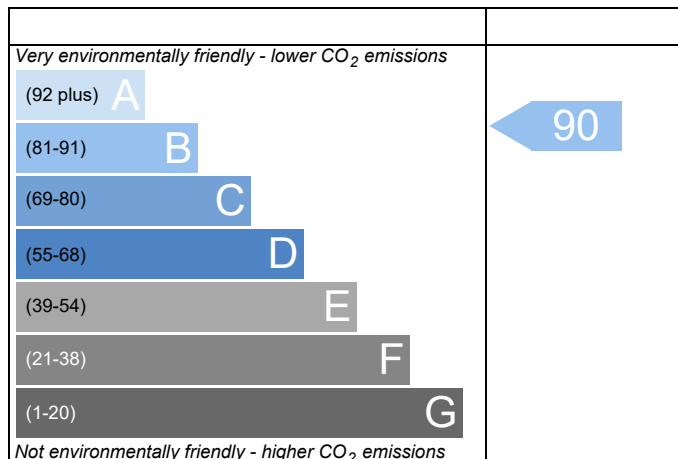 Very environmentally friendly - lower CO2 emissions
(92 plus) A
90
(81-91) B
(69-80) C
(55-68) D
(39-54) E
(21-38) F
(1-20) G
Not environmentally friendly - higher CO2 emissions